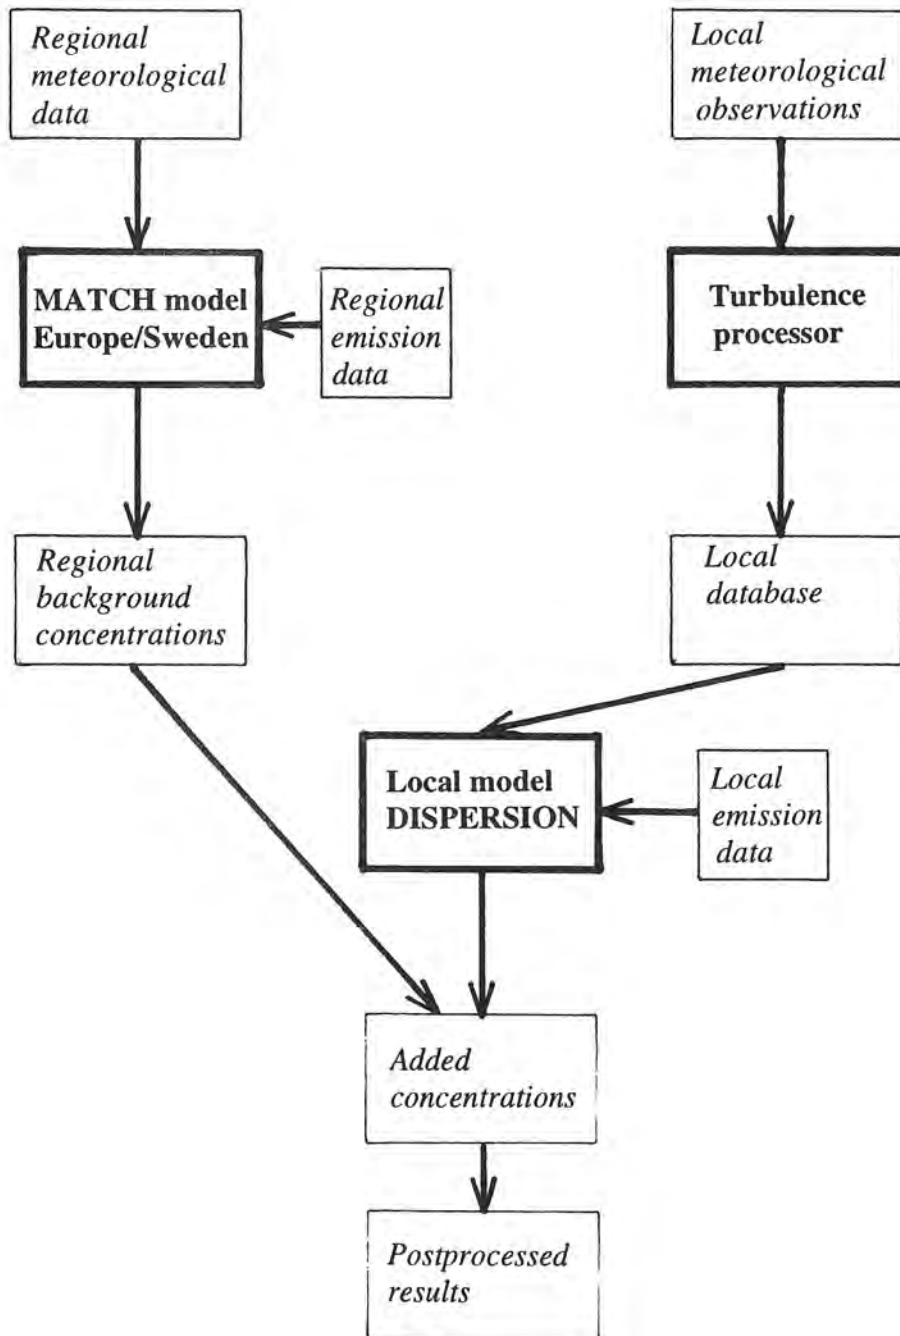 Regional
meteorological
data
Local
meteorological
observations
MATCH model
Europe/Sweden
Regional
emission
data
Turbulence
processor
Regional
background
concentrations
Local
database
Local model
DISPERSION
Local
emission
data
Added
concentrations
Postprocessed
results